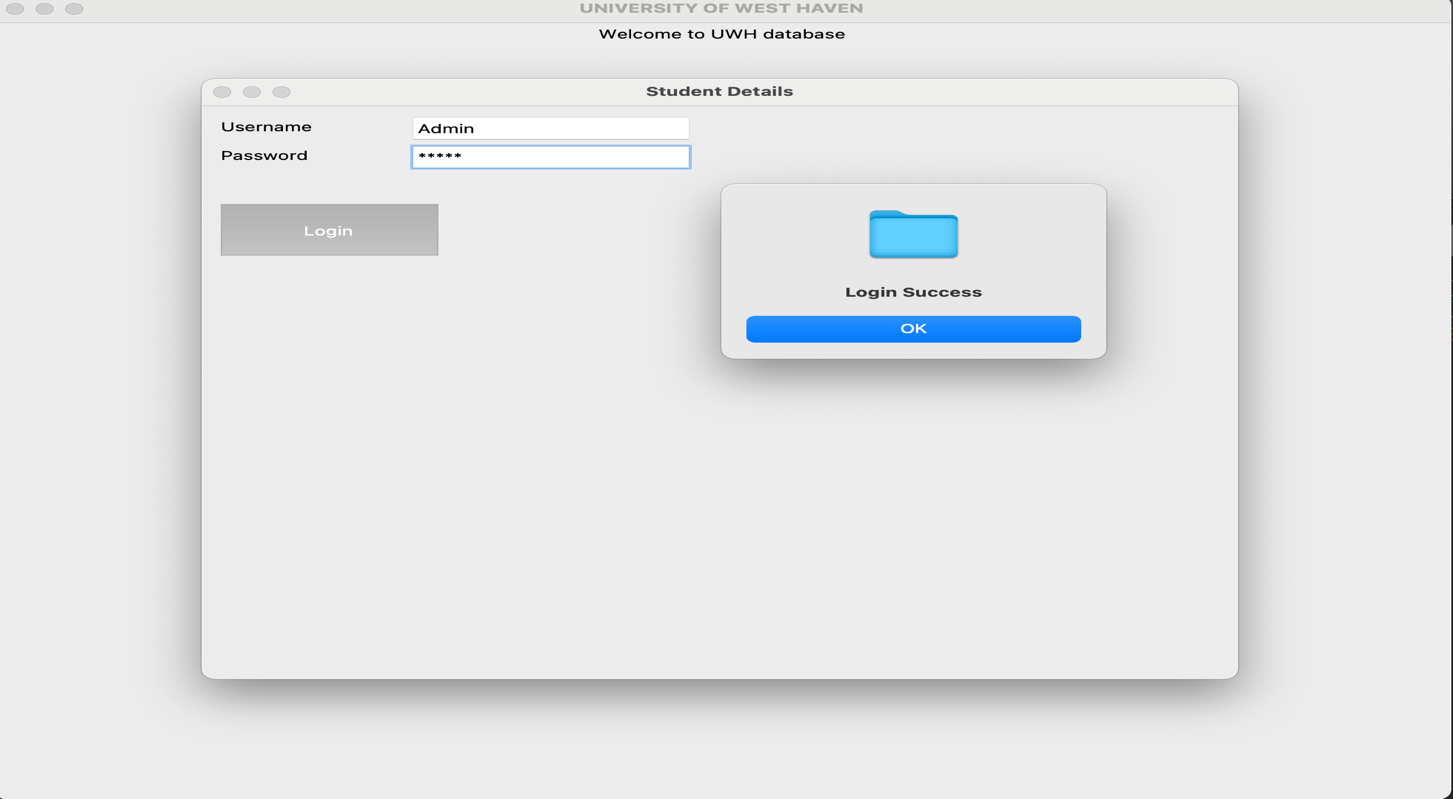 UNIVERSITY OF WEST HAVEN
Welcome to UWH database
Student Details
Username
Admin
Password
*****
Login
Login Success
OK